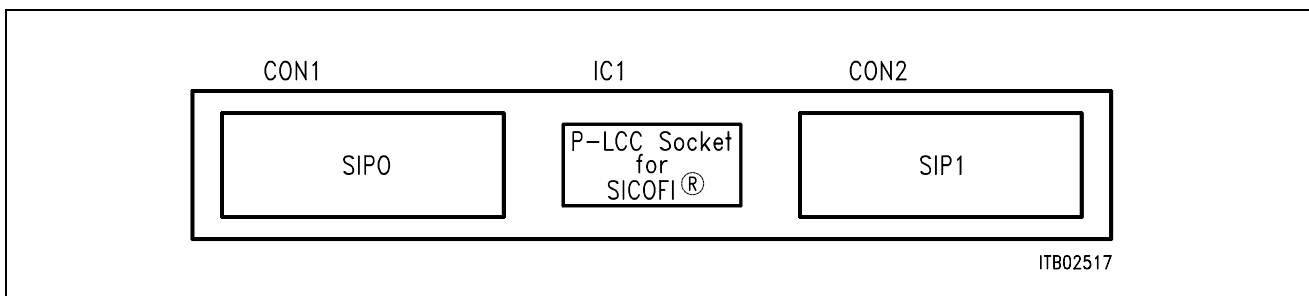 CON1 IC1 CON2
SIP0
P-LCC Socket
for
SICOFI®
SIP1
ITB02517